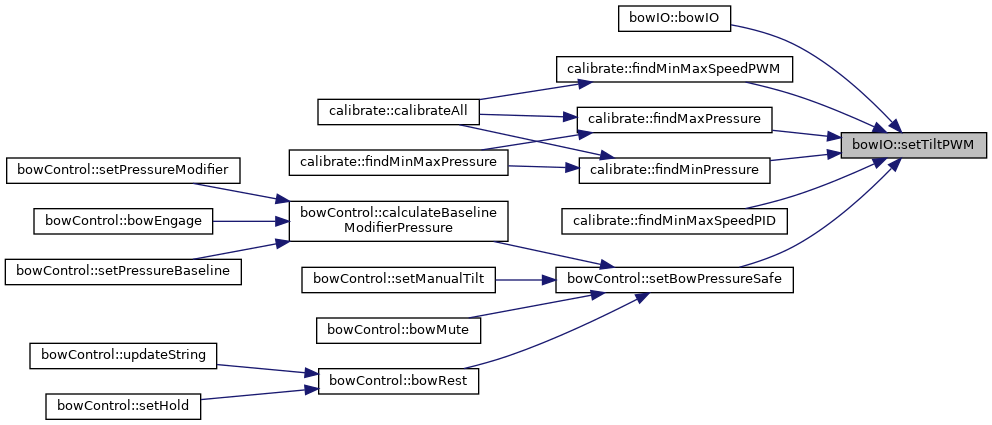 bowIO::bowIO
calibrate::findMinMaxSpeedPWM
calibrate::calibrateAll
calibrate::findMaxPressure
bowIO::setTiltPWM
calibrate::findMinMaxPressure
calibrate::findMinPressure
bowControl::setPressureModifier
bowControl::calculateBaseline
ModifierPressure
bowControl::bowEngage
calibrate::findMinMaxSpeedPID
bowControl::setPressureBaseline
bowControl::setManualTilt
bowControl::setBowPressureSafe
bowControl::bowMute
bowControl::updateString
bowControl::bowRest
bowControl::setHold